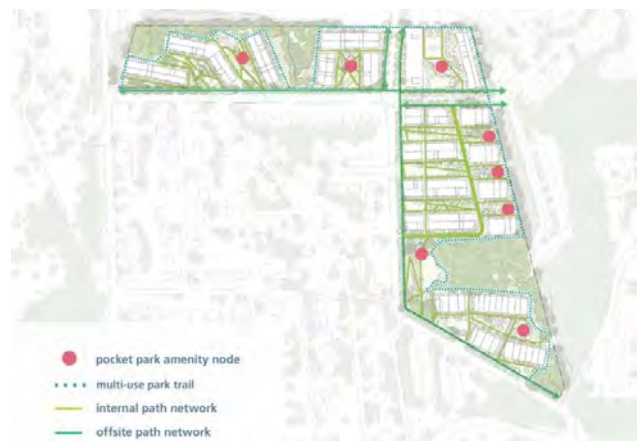 pocket park amenity node
multi-use park trail
internal path network
offsite path network